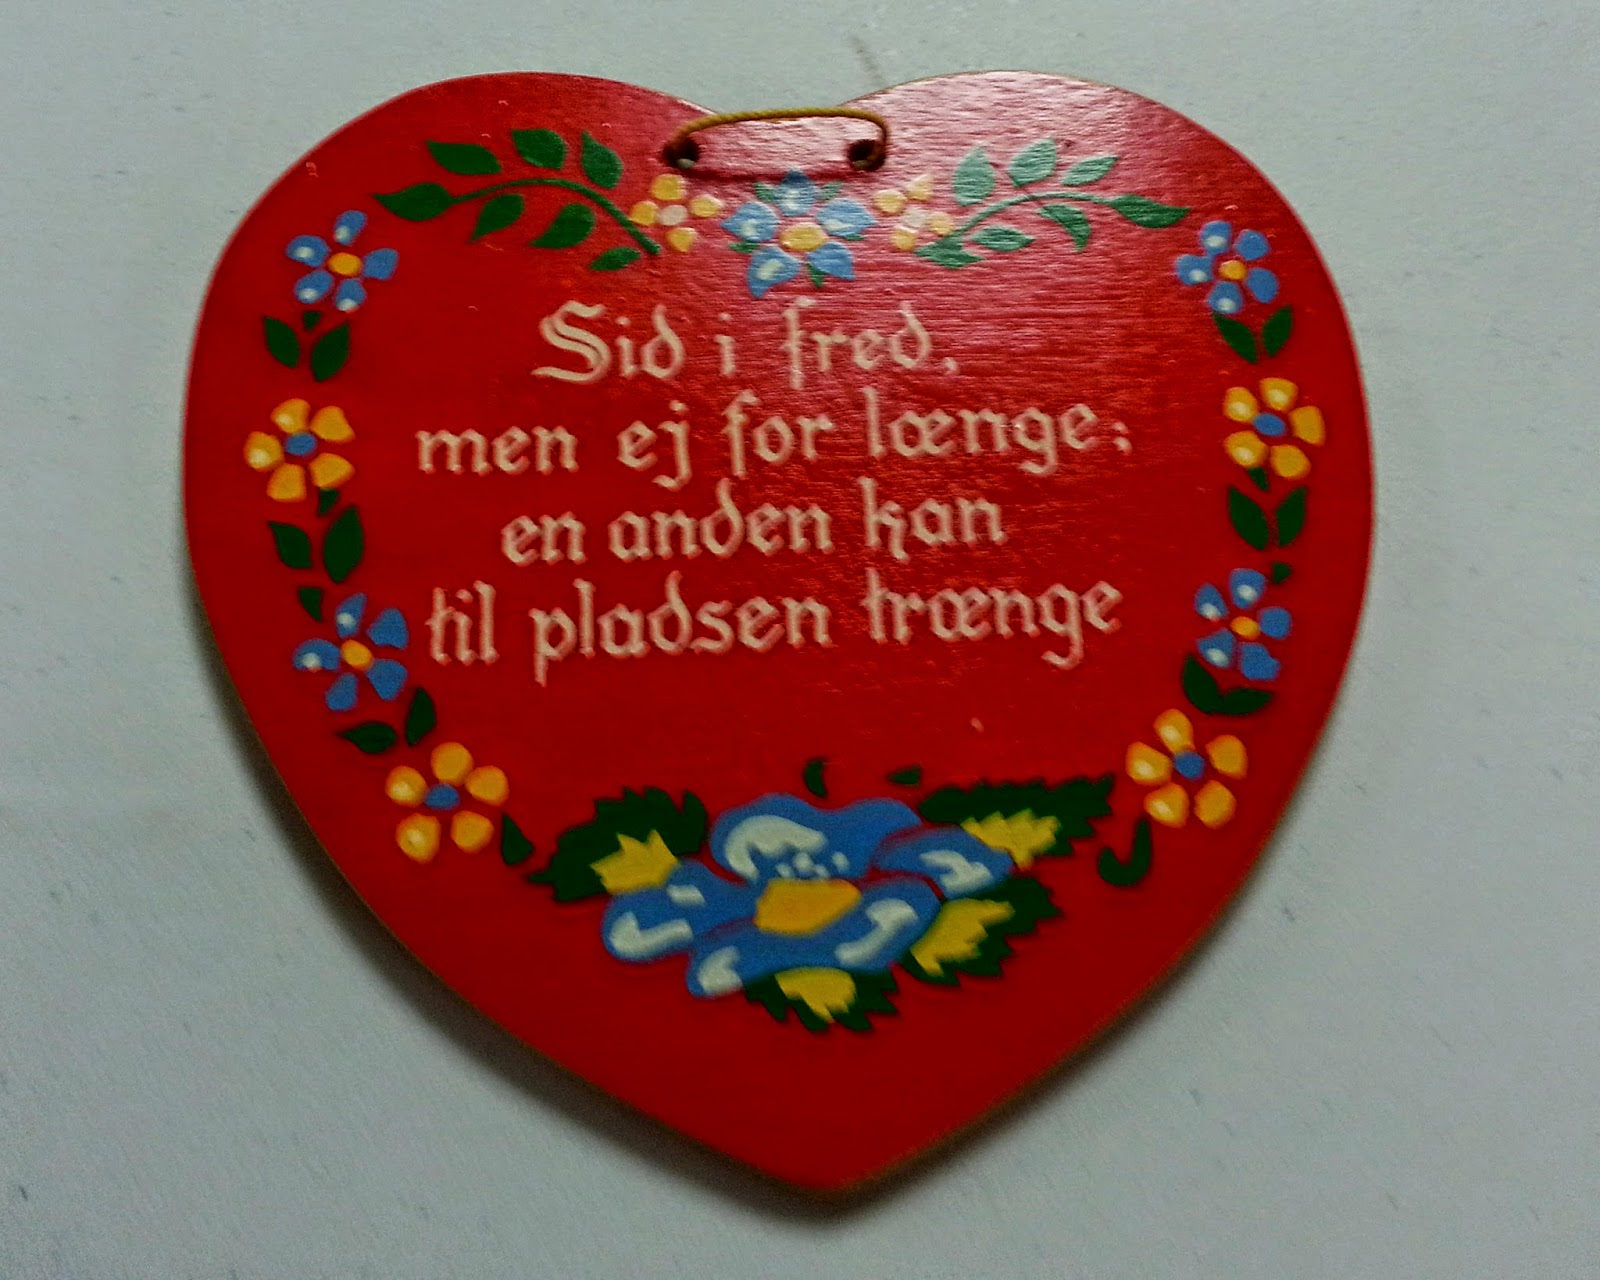 Sid i fred,
men ej for længe;
en anden kan
til pladsen trænge